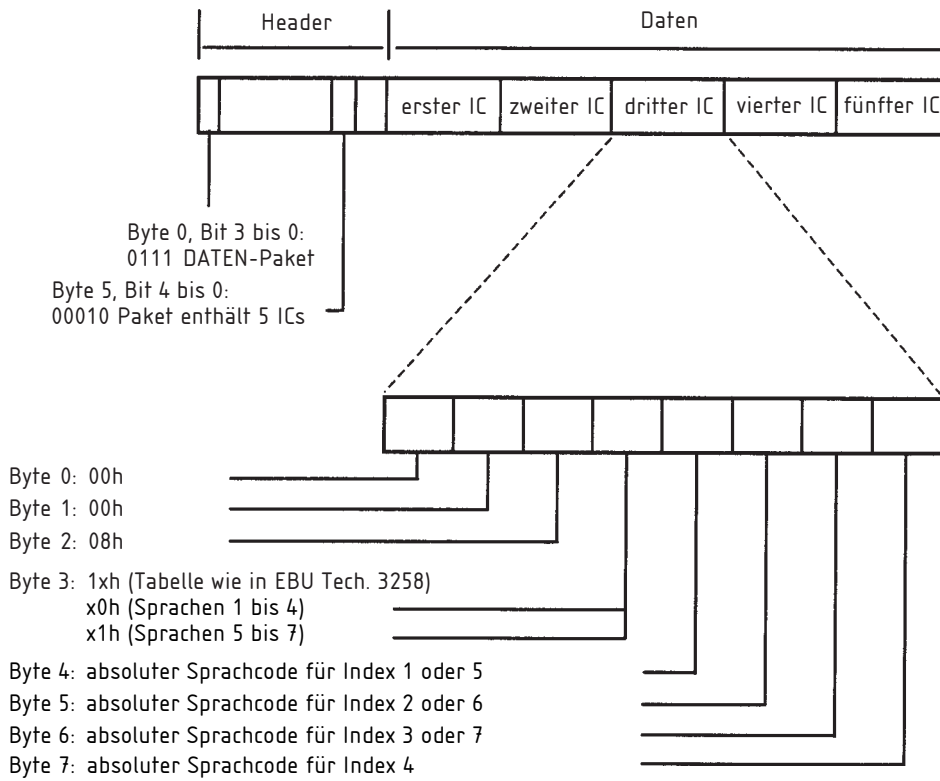 Header Daten
erster IC zweiter IC dritter IC vierter IC fünfter IC
Byte 0, Bit 3 bis 0:
0111 DATEN-Paket
Byte 5, Bit 4 bis 0:
00010 Paket enthält 5 ICs
Byte 0: 00h
Byte 1: 00h
Byte 2: 08h
Byte 3: 1xh (Tabelle wie in EBU Tech. 3258)
x0h (Sprachen 1 bis 4)
x1h (Sprachen 5 bis 7)
Byte 4: absoluter Sprachcode für Index 1 oder 5
Byte 5: absoluter Sprachcode für Index 2 oder 6
Byte 6: absoluter Sprachcode für Index 3 oder 7
Byte 7: absoluter Sprachcode für Index 4